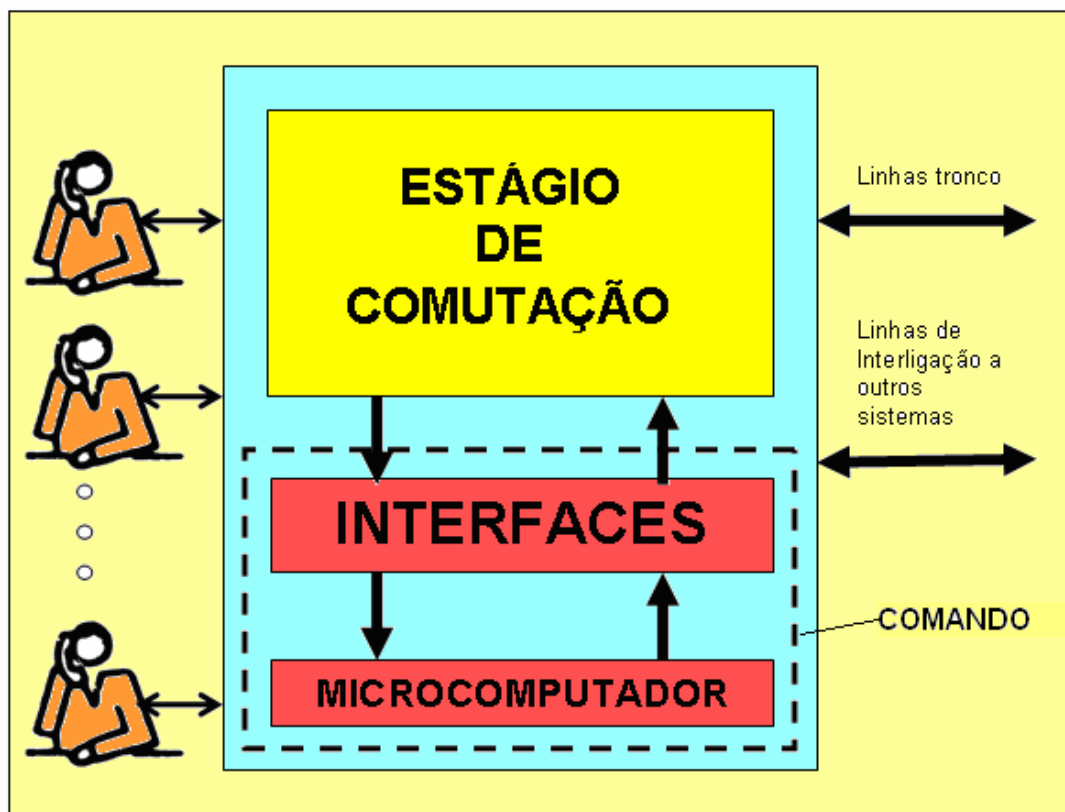 ESTÁGIO
DE
COMUTAÇÃO
Linhas tronco
Linhas de
Interligação a
outros
sistemas
INTERFACES
COMANDO
MICROCOMPUTADOR